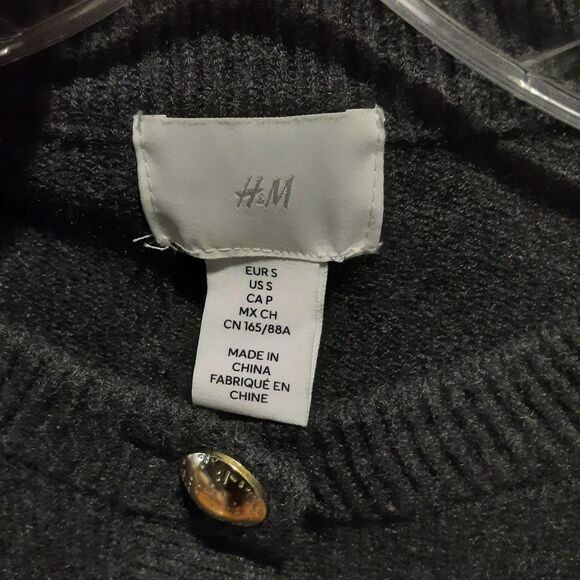 H&M
EUR S
US S
CA P
MX CH
CN 165/88A
MADE IN
CHINA
FABRIQUÉ EN
CHINE